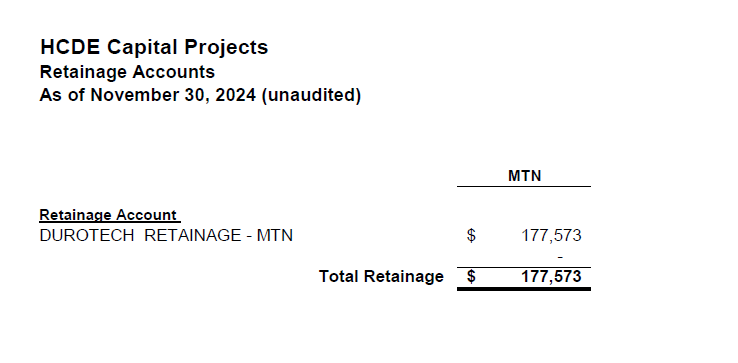 HCDE Capital Projects
Retainage Accounts
As of November 30, 2024 (unaudited)
MTN
Retainage Account
DUROTECH RETAINAGE - MTN $ 177,573
-
Total Retainage $ 177,573